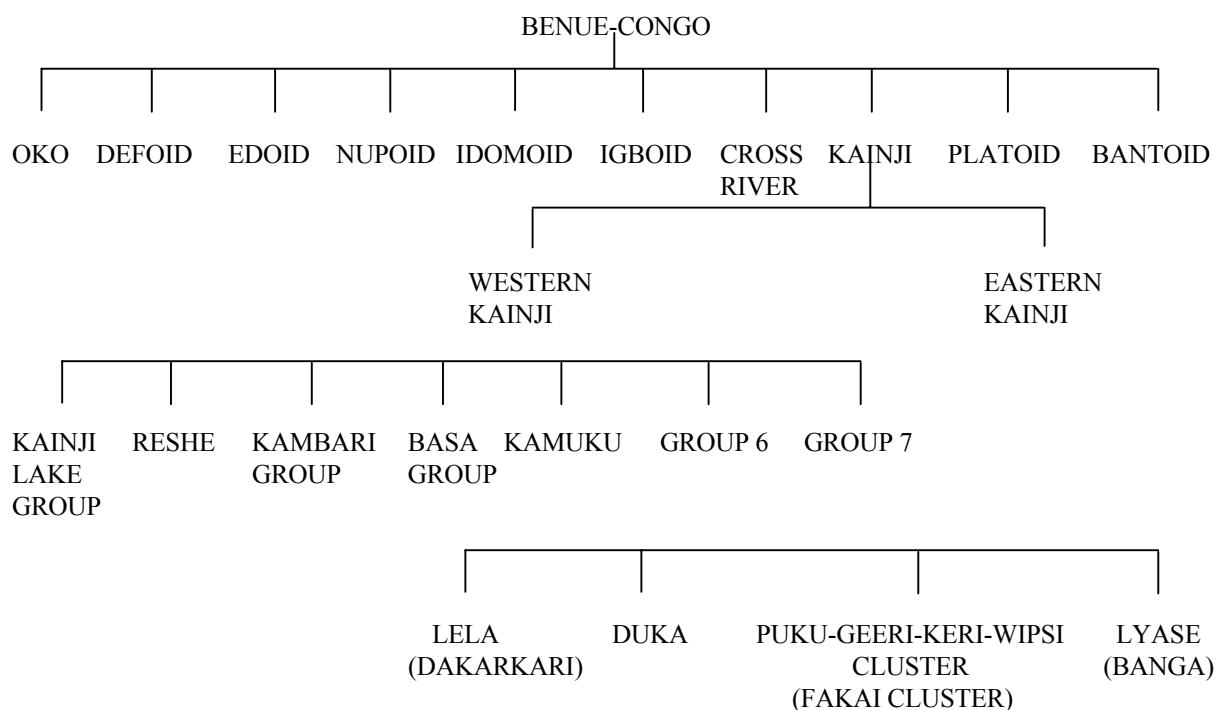 BENUE-CONGO
OKO DEFOID EDOID NUPOID IDOMOID IGBOID CROSS KAINJI PLATOID BANTOID
RIVER
WESTERN EASTERN
KAINJI KAINJI
KAINJI RESHE KAMBARI BASA KAMUKU GROUP 6 GROUP 7
LAKE GROUP GROUP
GROUP
LELA DUKA PUKU-GEERI-KERI-WIPSI LYASE
(DAKARKARI) CLUSTER (BANGA)
(FAKAI CLUSTER)